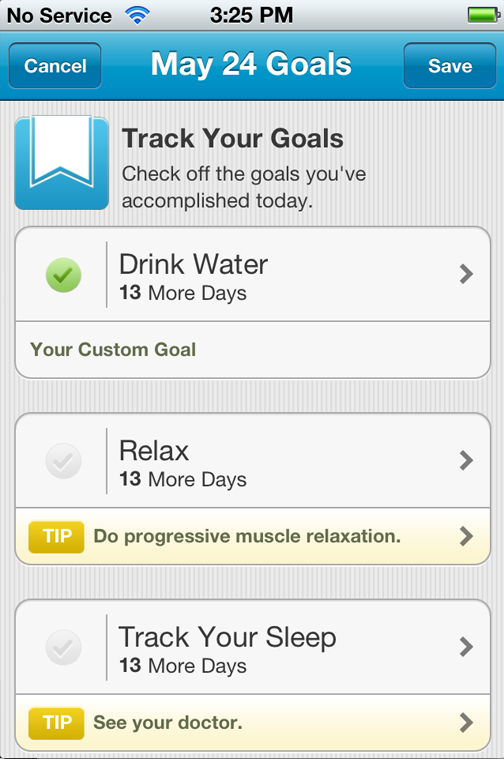 No Service 3:25 PM
Cancel May 24 Goals Save
Track Your Goals
Check off the goals you've
accomplished today.
Drink Water
13 More Days
Your Custom Goal
Relax
13 More Days
TIP Do progressive muscle relaxation.
Track Your Sleep
13 More Days
TIP See your doctor.